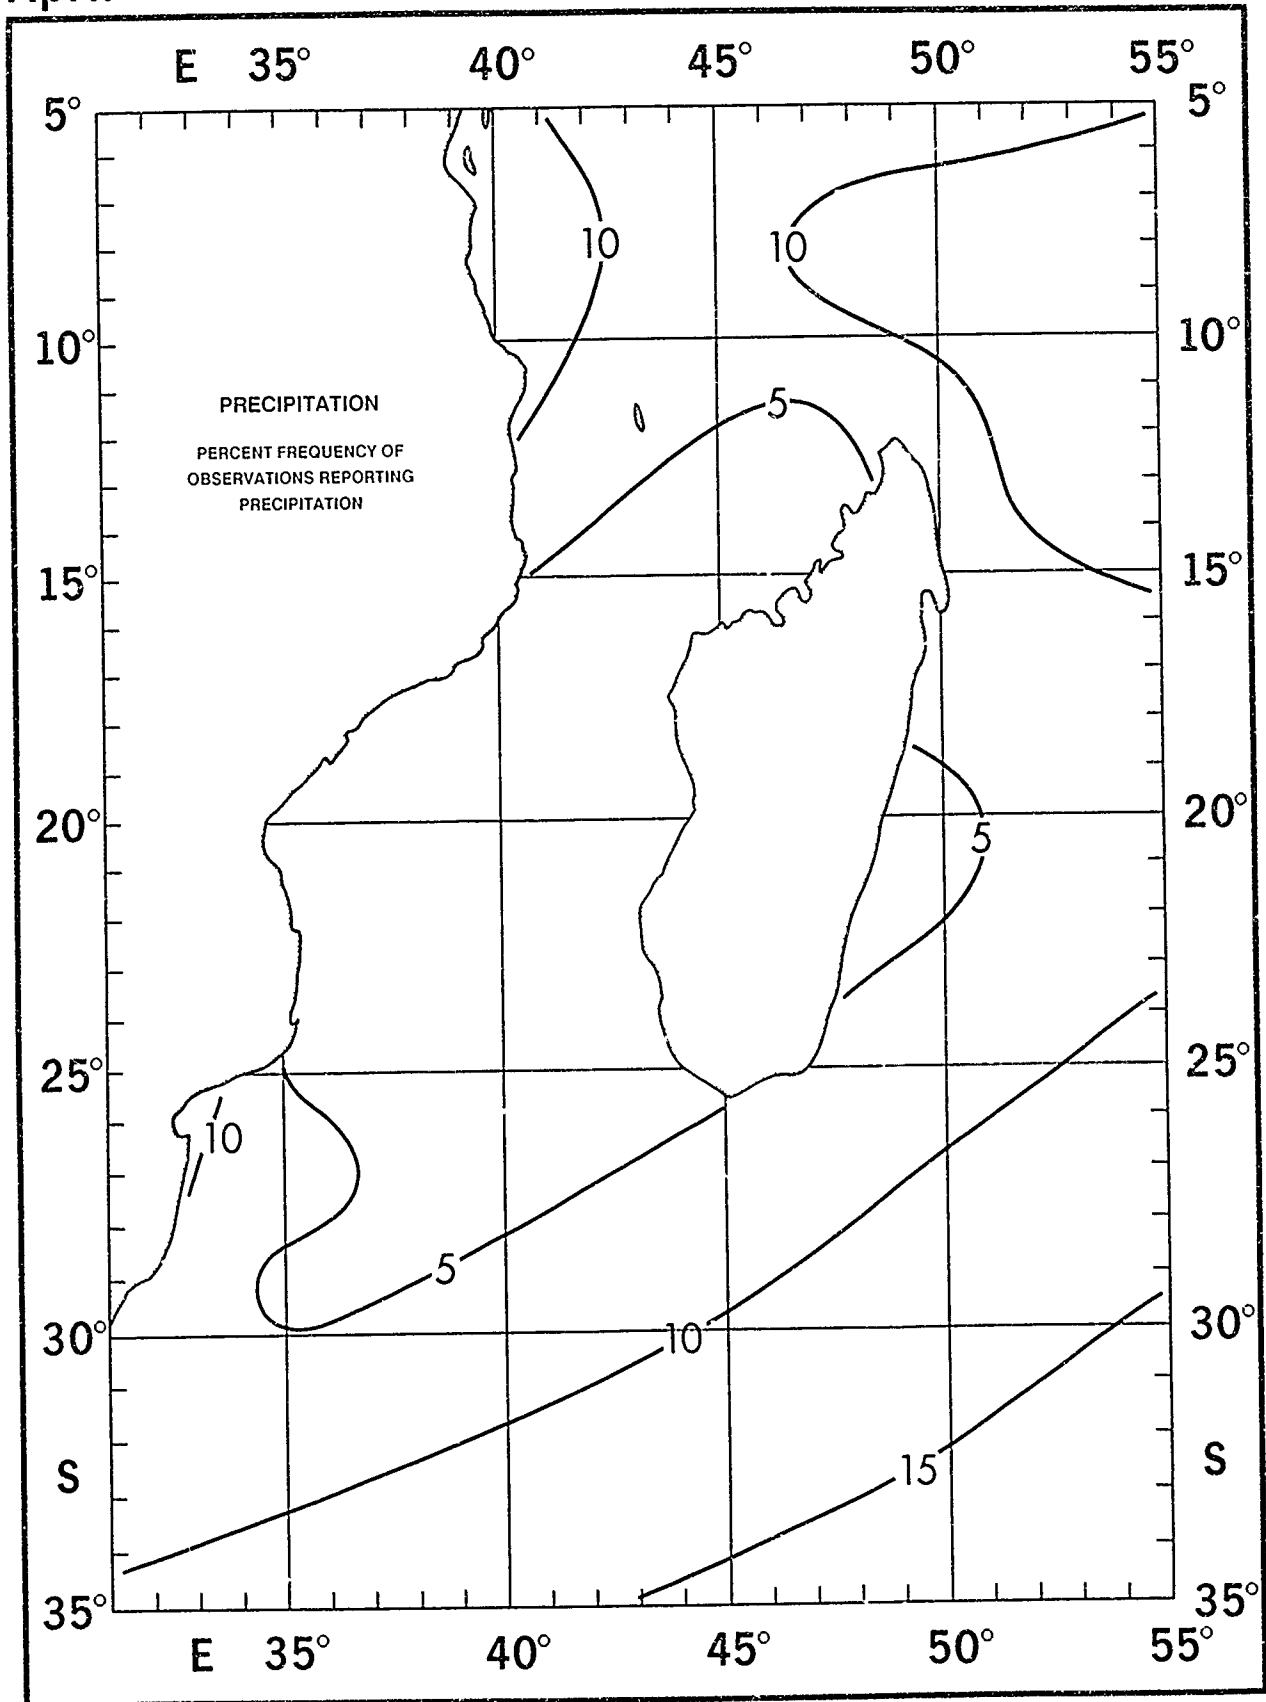 E 35° 40° 45° 50° 55°
5° 5°
10 10
10° 10°
5
PRECIPITATION
PERCENT FREQUENCY OF
OBSERVATIONS REPORTING
PRECIPITATION
15° 15°
20° 20°
5
25° 25°
10
5
30° 10 30°
S 15 S
35° 35°
E 35° 40° 45° 50° 55°